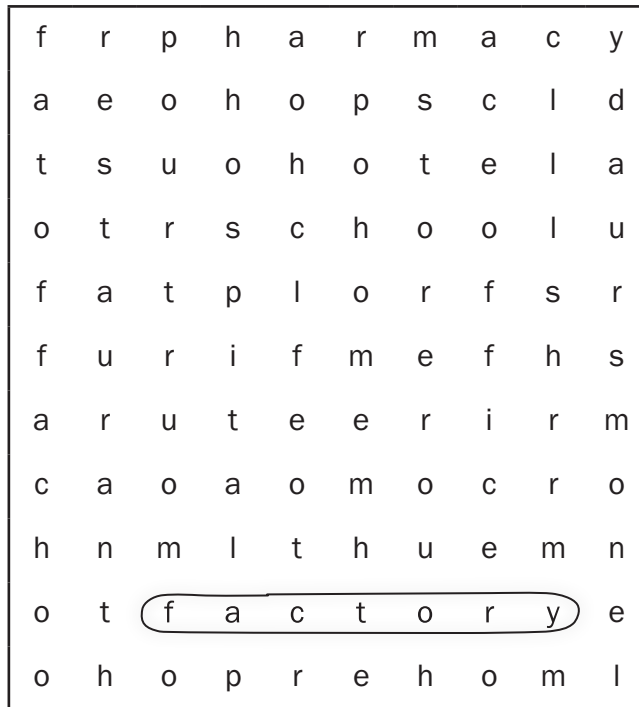 f r p h a r m a c y
a e o h o p s c l d
t s u o h o t e l a
o t r s c h o o l u
f a t p l o r f s r
f u r i f m e f h s
a r u t e e r i r m
c a o a o m o c r o
h n m l t h u e m n
o t f a c t o r y e
o h o p r e h o m l